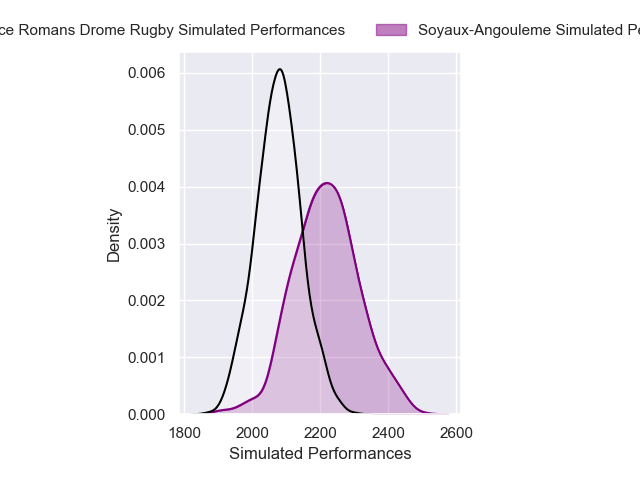 ce Romans Drome Rugby Simulated Performances
Soyaux-Angouleme Simulated Pe
0.006
0.005
0.004
0.003
0.002
0.001
0.000
Density
1800 2000 2200 2400 2600
Simulated Performances